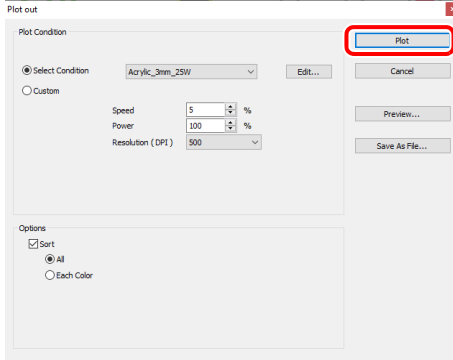 Plot out
Plot Condition
Plot
Select Condition Acrylic_3mm_25W Edit... Cancel
Custom
Speed 5 % Preview...
Power 100 %
Resolution ( DPI ) 500 Save As File...
Options
Sort
All
Each Color